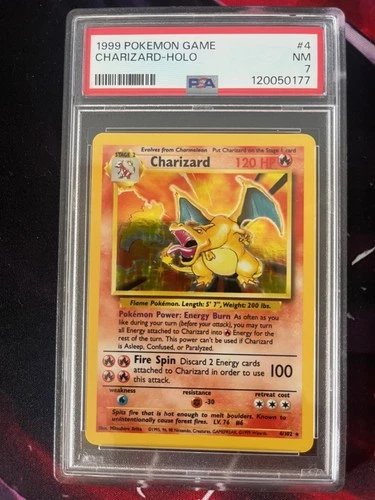 1999 POKEMON GAME #4
CHARIZARD-HOLO NM
7
PSA 120050177
Evolves from Charmeleon Put Charizard on the Stage 1 card
STAGE 2
Charizard 120 HP
Flame Pokémon. Length: 5' 7", Weight: 200 lbs.
Pokémon Power: Energy Burn As often as you
like during your turn (before your attack), you may turn
all Energy attached to Charizard into Energy for the
rest of the turn. This power can't be used if Charizard
is Asleep, Confused, or Paralyzed.
Fire Spin Discard 2 Energy cards
attached to Charizard in order to use 100
this attack.
weakness resistance retreat cost
-30
Spits fire that is hot enough to melt boulders. Known to
unintentionally cause forest fires. LV. 76 #6
Illus. Mitsuhiro Arita 4/102 ★